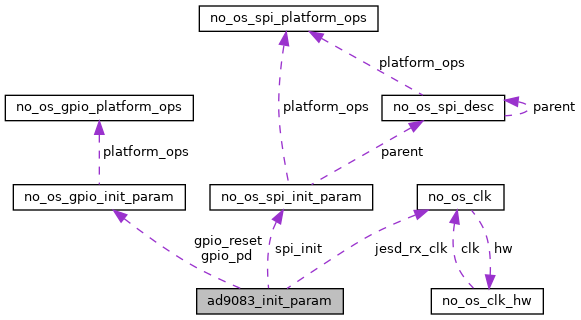 no_os_spi_platform_ops
platform_ops
no_os_gpio_platform_ops
platform_ops
no_os_spi_desc
parent
platform_ops
parent
no_os_gpio_init_param
no_os_spi_init_param
no_os_clk
gpio_reset
gpio_pd
spi_init
jesd_rx_clk
clk
hw
ad9083_init_param
no_os_clk_hw